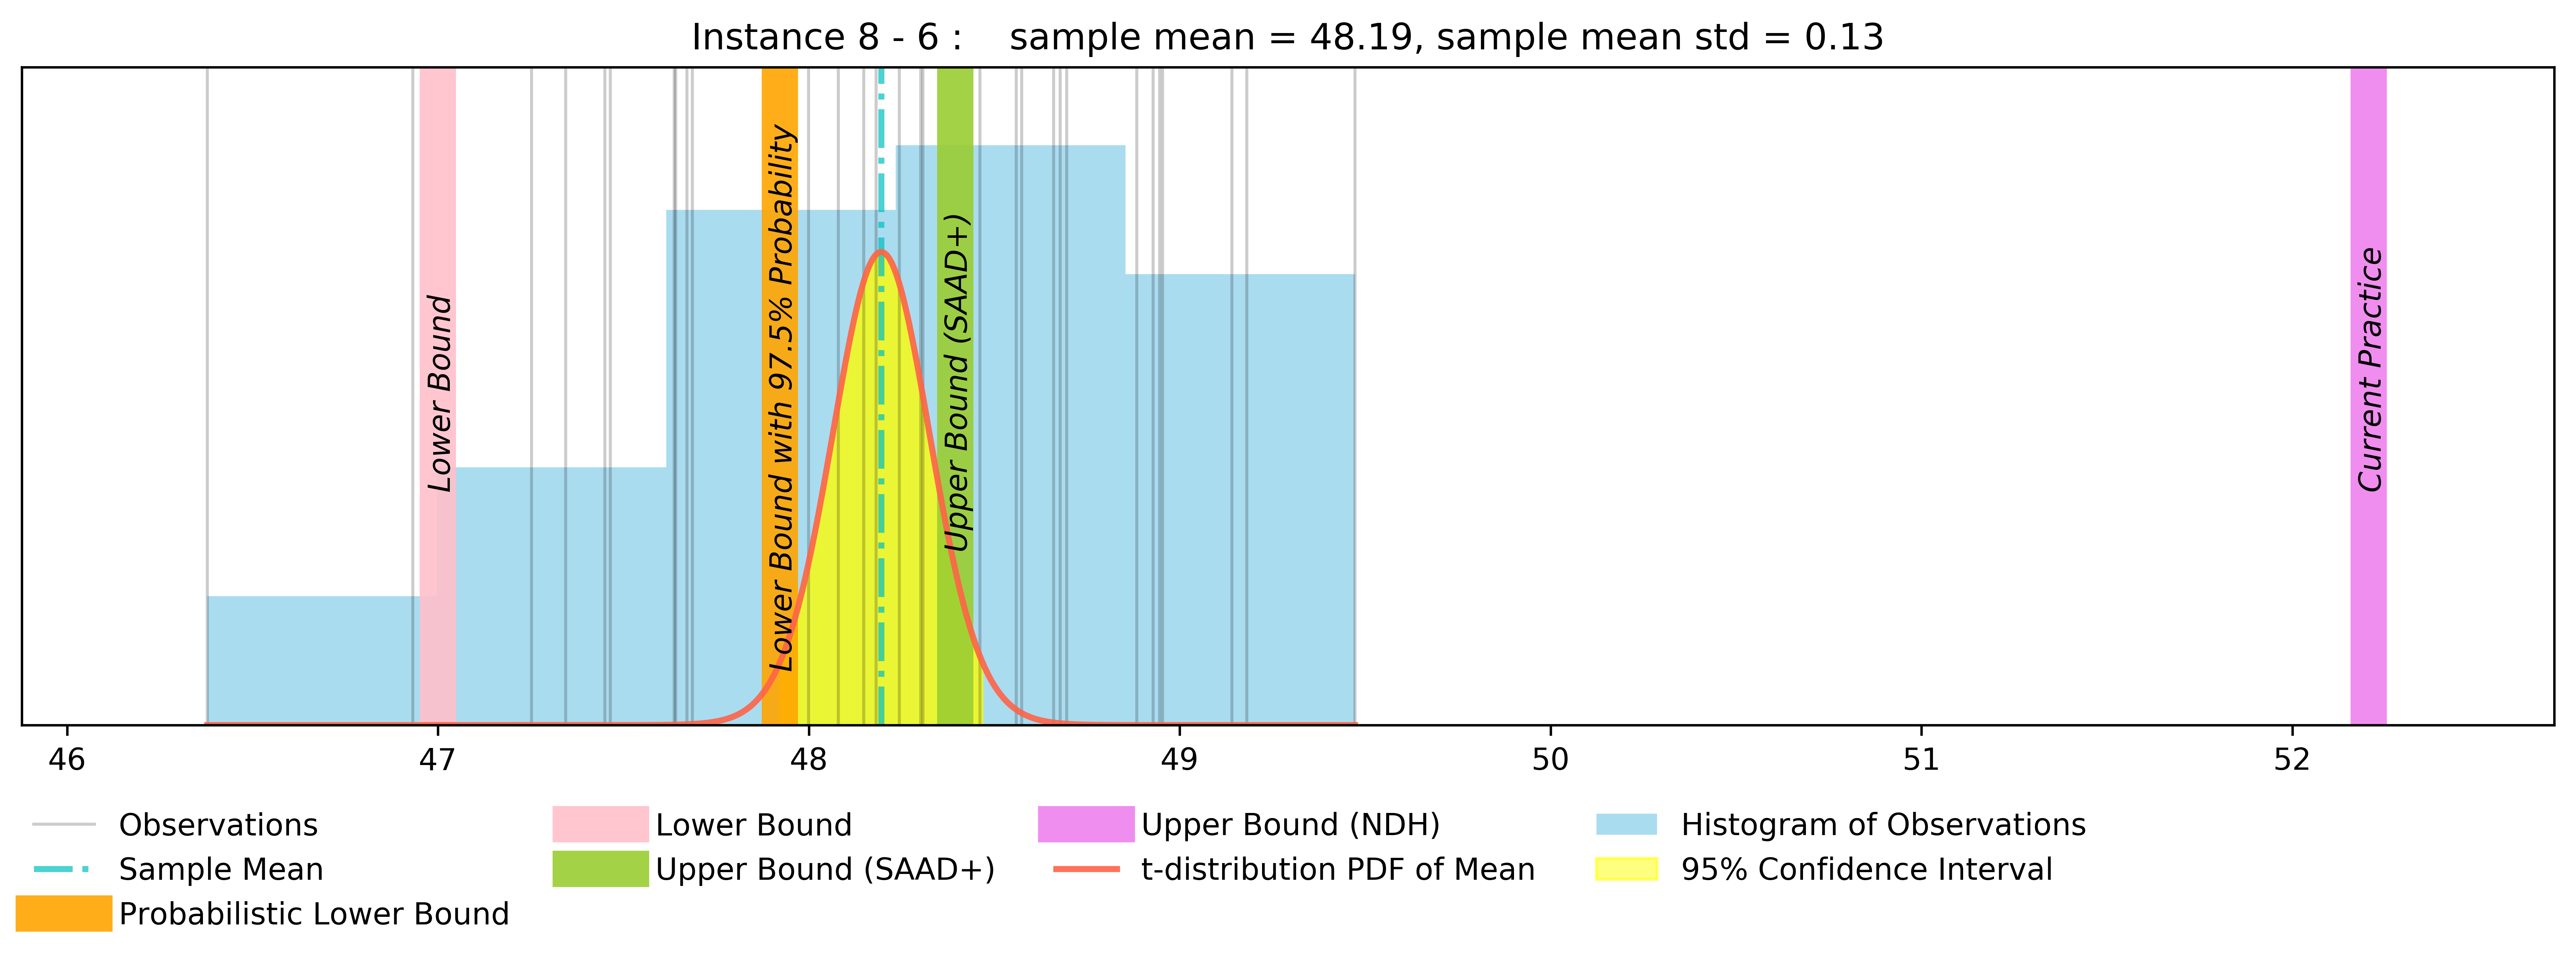 Instance 8 - 6 :    sample mean = 48.19, sample mean std = 0.13
Lower Bound
Lower Bound with 97.5% Probability
Upper Bound (SAAD+)
Current Practice
46 47 48 49 50 51 52
Observations
Sample Mean
Probabilistic Lower Bound
Lower Bound
Upper Bound (SAAD+)
Upper Bound (NDH)
t-distribution PDF of Mean
Histogram of Observations
95% Confidence Interval